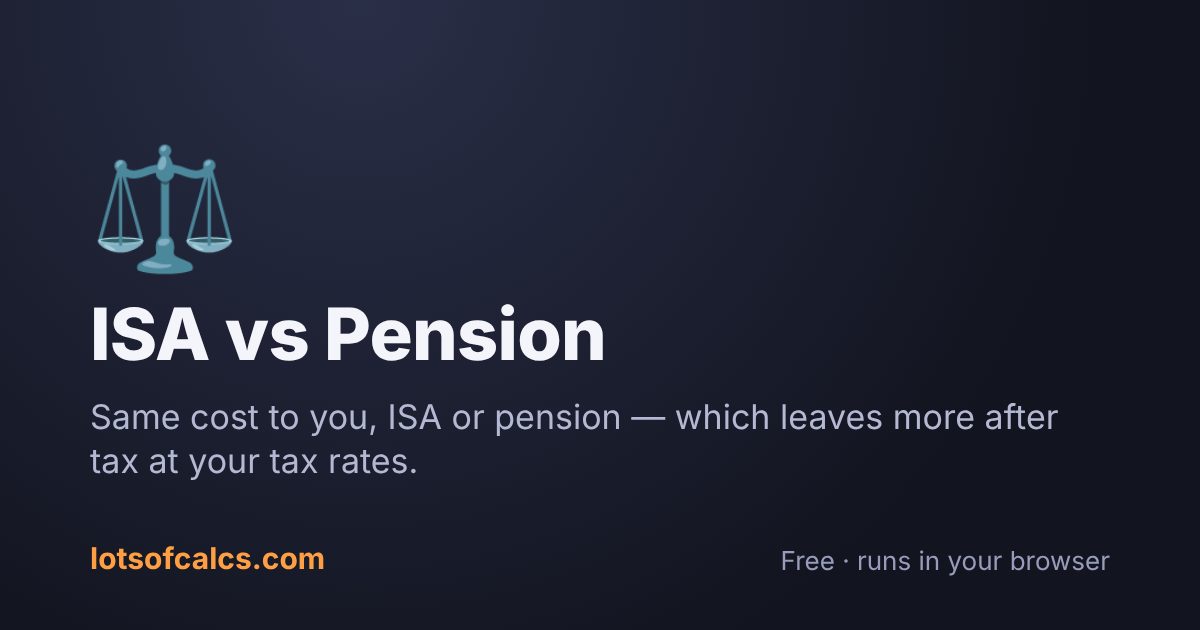 ISA vs Pension
Same cost to you, ISA or pension — which leaves more after
tax at your tax rates.
lotsofcalcs.com
Free · runs in your browser